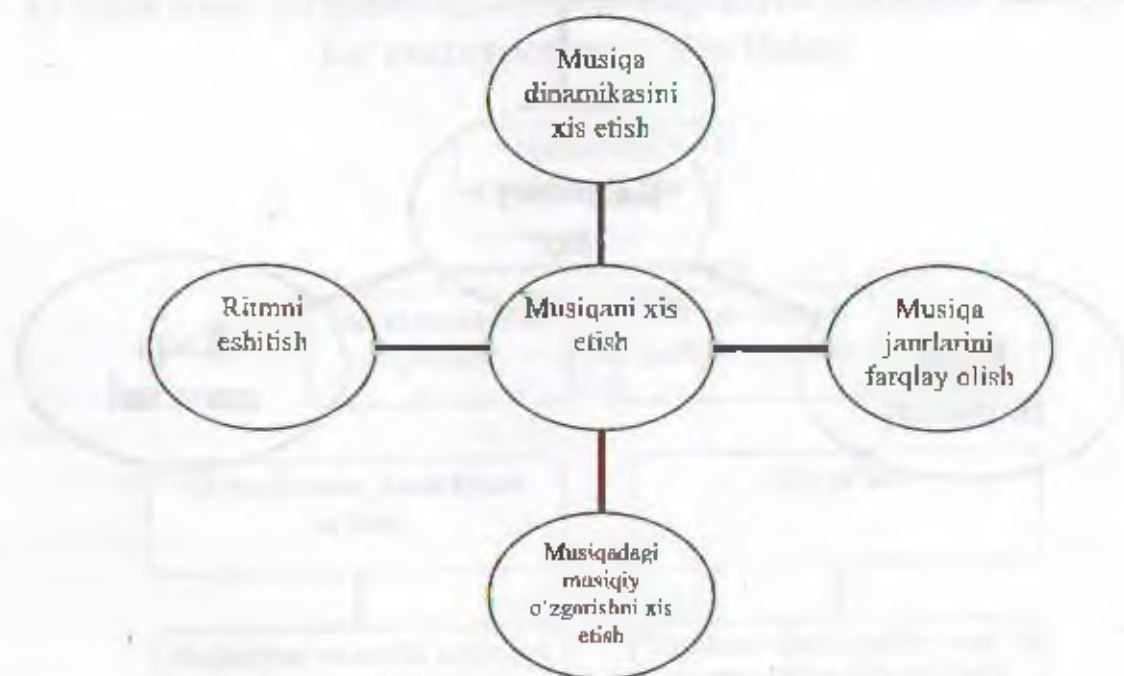 Musiqa
dinamikasini
xis etish
Ritmni
eshitish
Musiqani xis
etish
Musiqa
janrlarini
farqlay olish
Musiqadagi
musiqiy
o'zgarishni xis
etish